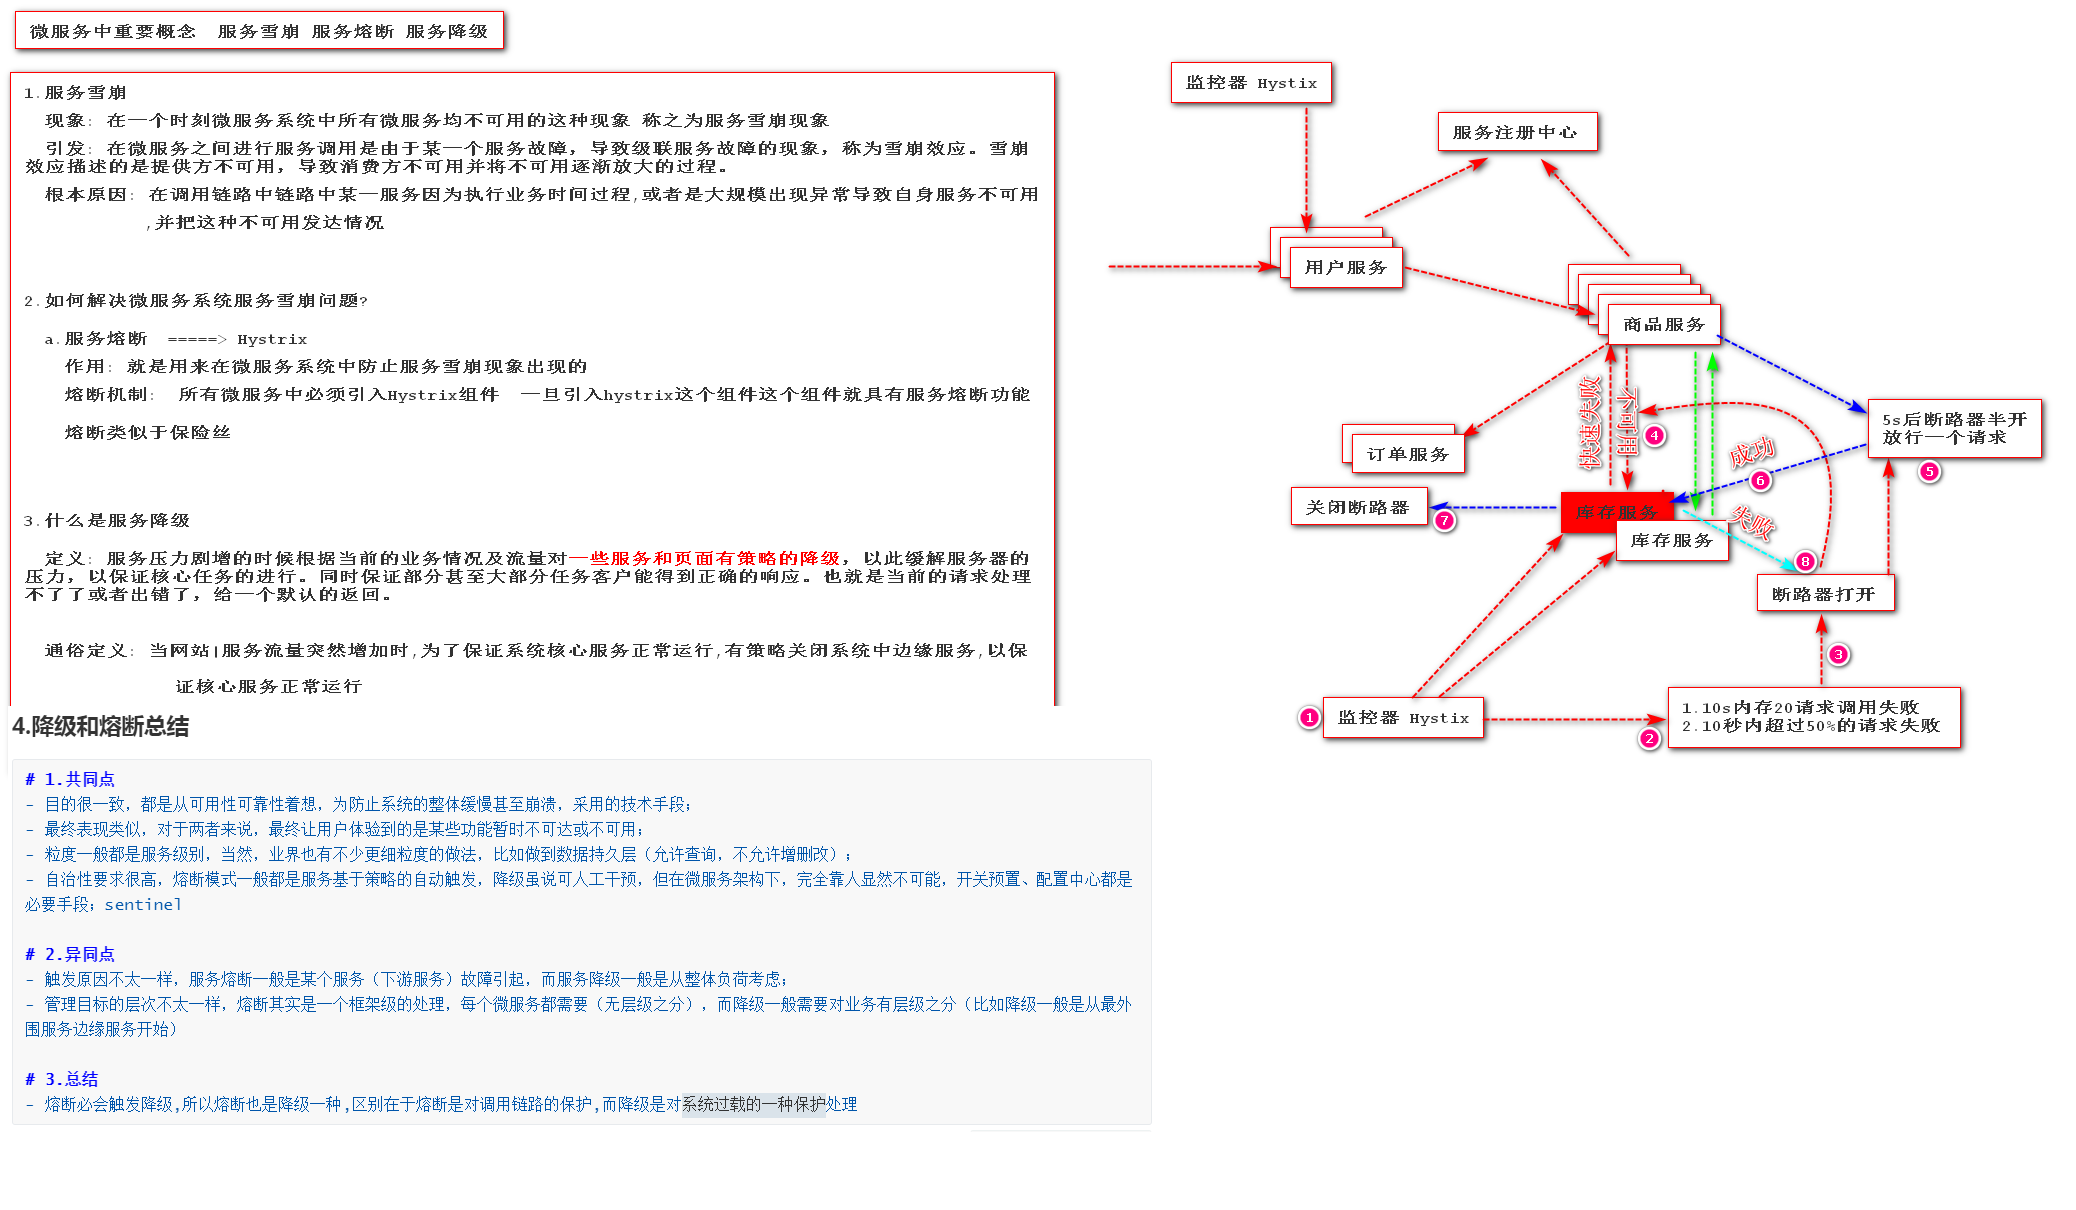 微服务中重要概念  服务雪崩 服务熔断 服务降级
1.服务雪崩
现象: 在一个时刻微服务系统中所有微服务均不可用的这种现象 称之为服务雪崩现象
引发: 在微服务之间进行服务调用是由于某一个服务故障，导致级联服务故障的现象，称为雪崩效应。雪崩
效应描述的是提供方不可用，导致消费方不可用并将不可用逐渐放大的过程。
根本原因: 在调用链路中链路中某一服务因为执行业务时间过程,或者是大规模出现异常导致自身服务不可用
,并把这种不可用发达情况
2.如何解决微服务系统服务雪崩问题?
a.服务熔断  =====> Hystrix
作用: 就是用来在微服务系统中防止服务雪崩现象出现的
熔断机制:  所有微服务中必须引入Hystrix组件  一旦引入hystrix这个组件这个组件就具有服务熔断功能
熔断类似于保险丝
3.什么是服务降级
定义: 服务压力剧增的时候根据当前的业务情况及流量对一些服务和页面有策略的降级，以此缓解服务器的
压力，以保证核心任务的进行。同时保证部分甚至大部分任务客户能得到正确的响应。也就是当前的请求处理
不了了或者出错了，给一个默认的返回。
通俗定义: 当网站|服务流量突然增加时,为了保证系统核心服务正常运行,有策略关闭系统中边缘服务,以保
证核心服务正常运行
4.降级和熔断总结
# 1.共同点
- 目的很一致，都是从可用性可靠性着想，为防止系统的整体缓慢甚至崩溃，采用的技术手段；
- 最终表现类似，对于两者来说，最终让用户体验到的是某些功能暂时不可达或不可用；
- 粒度一般都是服务级别，当然，业界也有不少更细粒度的做法，比如做到数据持久层（允许查询，不允许增删改）；
- 自治性要求很高，熔断模式一般都是服务基于策略的自动触发，降级虽说可人工干预，但在微服务架构下，完全靠人显然不可能，开关预置、配置中心都是
必要手段；sentinel
# 2.异同点
- 触发原因不太一样，服务熔断一般是某个服务（下游服务）故障引起，而服务降级一般是从整体负荷考虑；
- 管理目标的层次不太一样，熔断其实是一个框架级的处理，每个微服务都需要（无层级之分），而降级一般需要对业务有层级之分（比如降级一般是从最外
围服务边缘服务开始）
# 3.总结
- 熔断必会触发降级,所以熔断也是降级一种,区别在于熔断是对调用链路的保护,而降级是对系统过载的一种保护处理
监控器 Hystix
服务注册中心
用户服务
商品服务
快速失败
不可用
4
5s后断路器半开
放行一个请求
5
成功
6
订单服务
关闭断路器
7
库存服务
库存服务
失败
8
断路器打开
3
1
监控器 Hystix
2
1.10s内存20请求调用失败
2.10秒内超过50%的请求失败